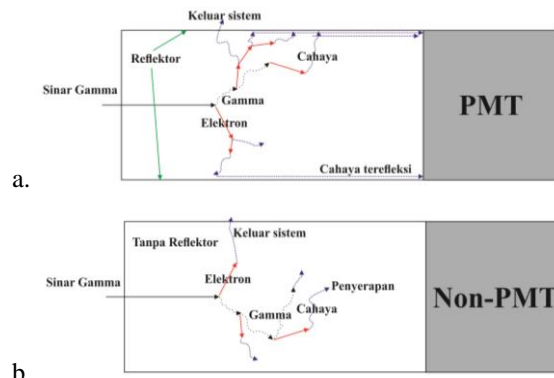 Keluar sistem
Reflektor
Cahaya
Sinar Gamma
Gamma
PMT
Elektron
Cahaya terefleksi
a.
Tanpa Reflektor
Keluar sistem
Sinar Gamma
Elektron
Penyerapan
Gamma
Cahaya
Non-PMT
b